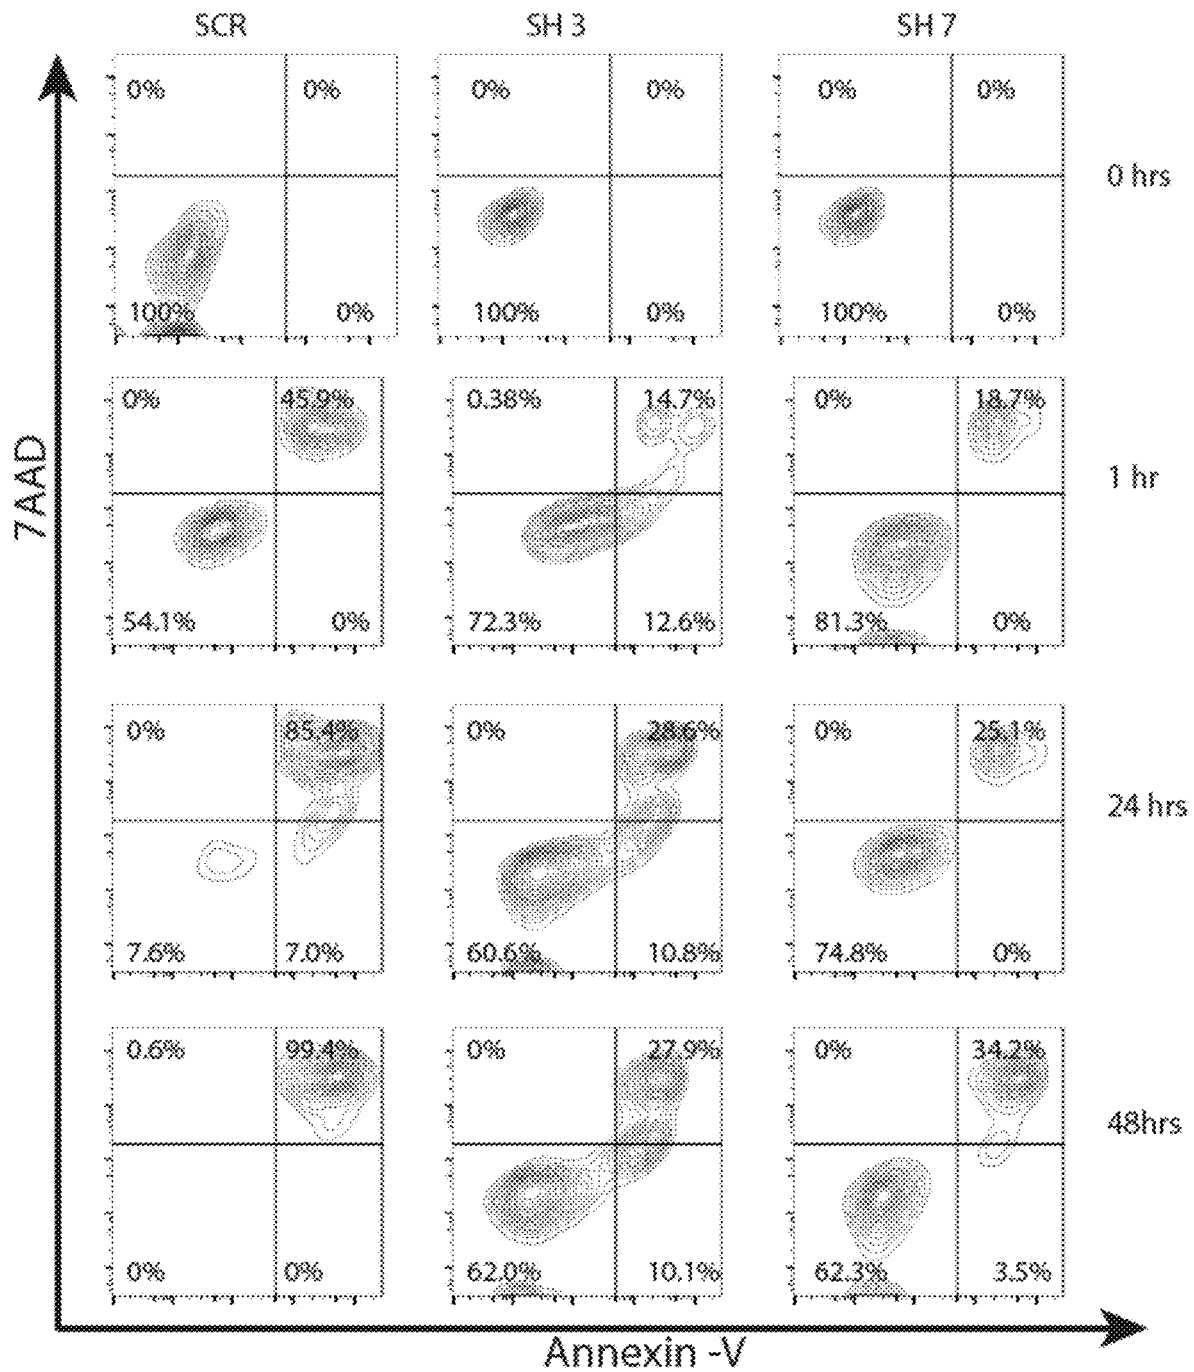 SCR SH 3 SH 7
0% 0% 0% 0% 0% 0%
0 hrs
100% 0% 100% 0% 100% 0%
0% 45.9% 0.38% 14.7% 0% 18.7%
1 hr
7AAD
54.1% 0% 72.3% 12.6% 81.3% 0%
0% 85.4% 0% 28.6% 0% 25.1%
24 hrs
7.6% 7.0% 60.6% 10.8% 74.8% 0%
0.6% 99.4% 0% 27.9% 0% 34.2%
48hrs
0% 0% 62.0% 10.1% 62.3% 3.5%
Annexin -V